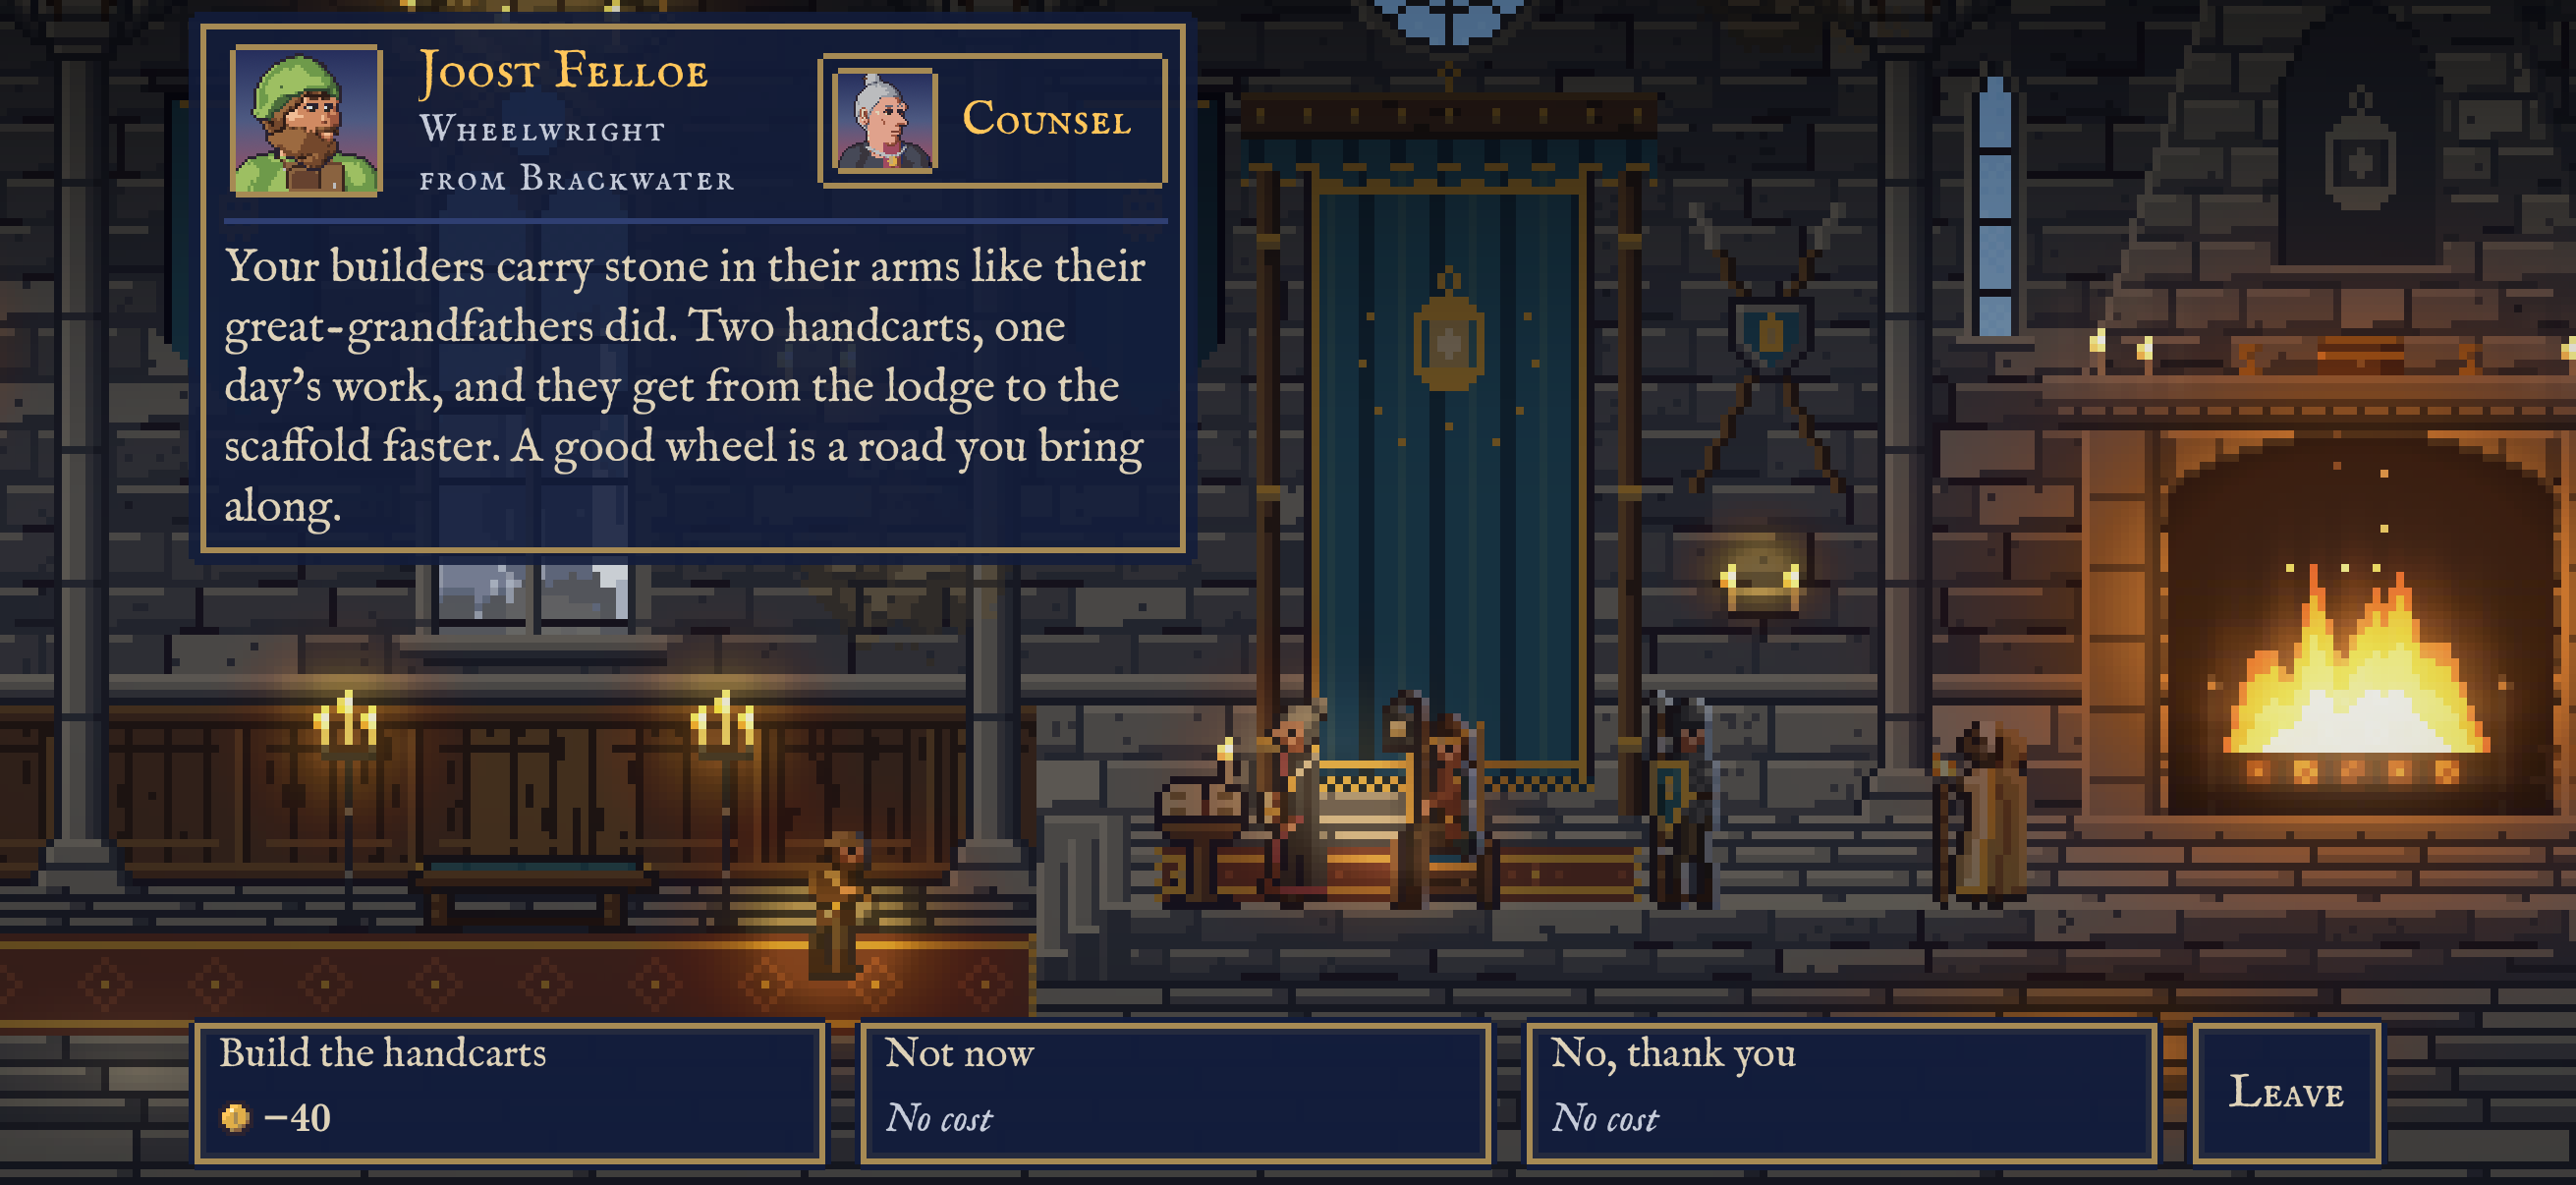 Joost Felloe
Wheelwright
from Brackwater
Counsel
Your builders carry stone in their arms like their
great-grandfathers did. Two handcarts, one
day's work, and they get from the lodge to the
scaffold faster. A good wheel is a road you bring
along.
Build the handcarts
−40
Not now
No cost
No, thank you
No cost
Leave